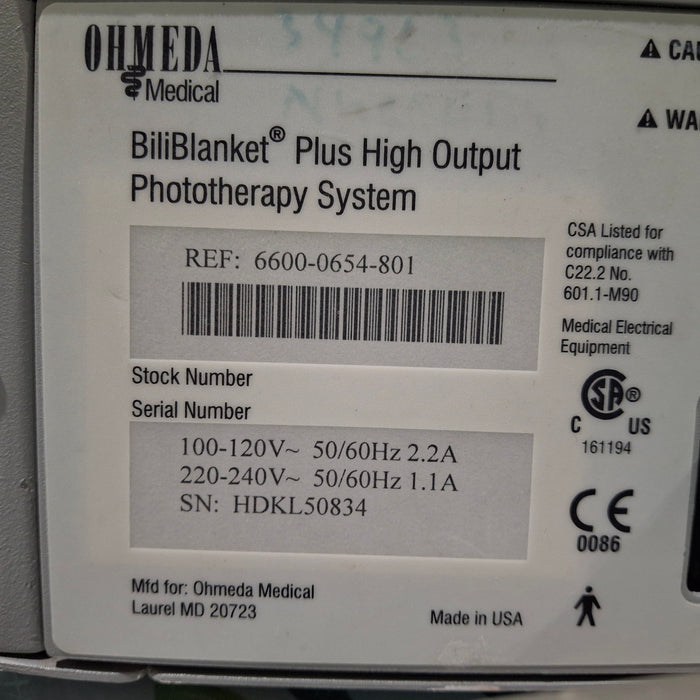 OHMEDA
Medical
BiliBlanket® Plus High Output
Phototherapy System
REF: 6600-0654-801
Stock Number
Serial Number
100-120V~ 50/60Hz 2.2A
220-240V~ 50/60Hz 1.1A
SN: HDKL50834
Mfd for: Ohmeda Medical
Laurel MD 20723
Made in USA
CAU
WA
CSA Listed for
compliance with
C22.2 No.
601.1-M90
Medical Electrical
Equipment
SA®
C US
161194
CE
0086